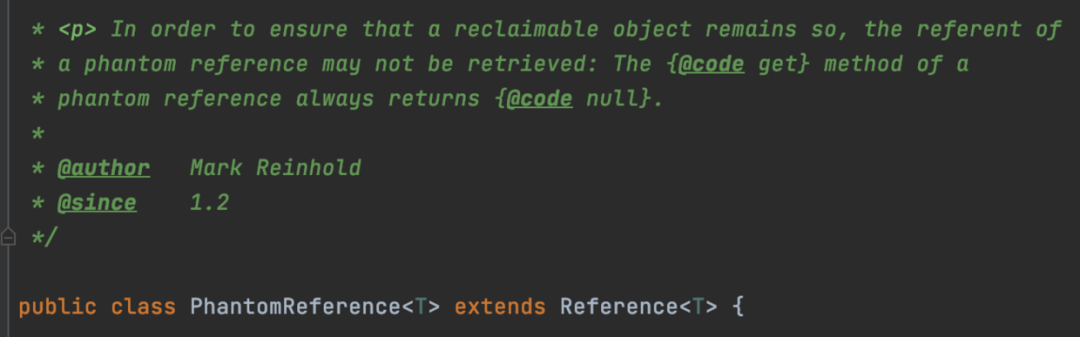 * <p> In order to ensure that a reclaimable object remains so, the referent of
* a phantom reference may not be retrieved: The {@code get} method of a
* phantom reference always returns {@code null}.
*
* @author   Mark Reinhold
* @since    1.2
*/
public class PhantomReference<T> extends Reference<T> {